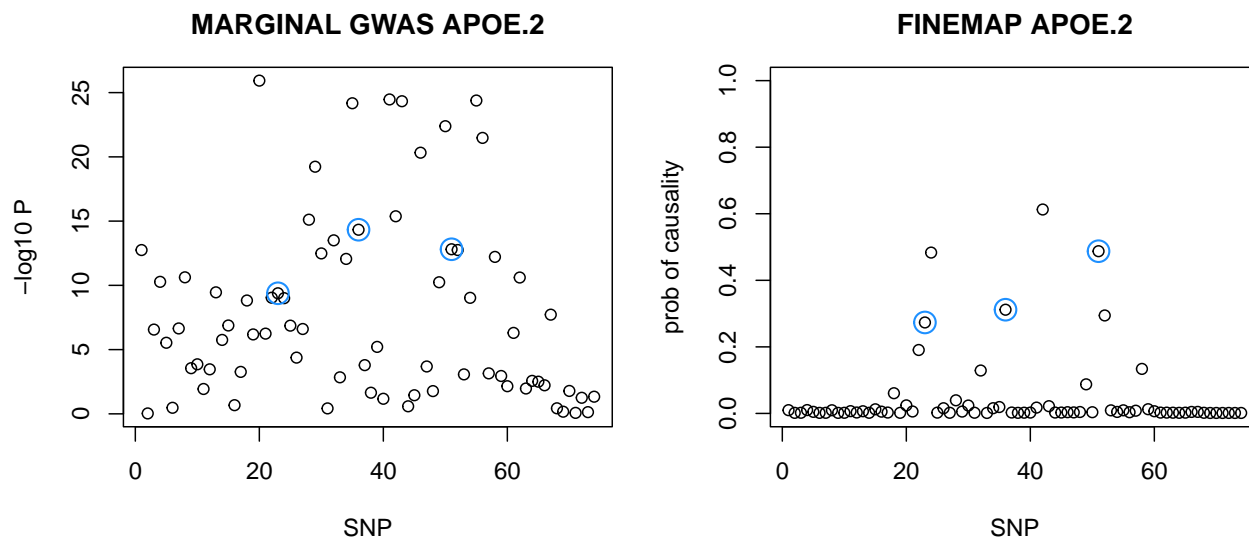 MARGINAL GWAS APOE.2
−log10 P
25
20
15
10
5
0
0 20 40 60
SNP
FINEMAP APOE.2
prob of causality
1.0
0.8
0.6
0.4
0.2
0.0
0 20 40 60
SNP